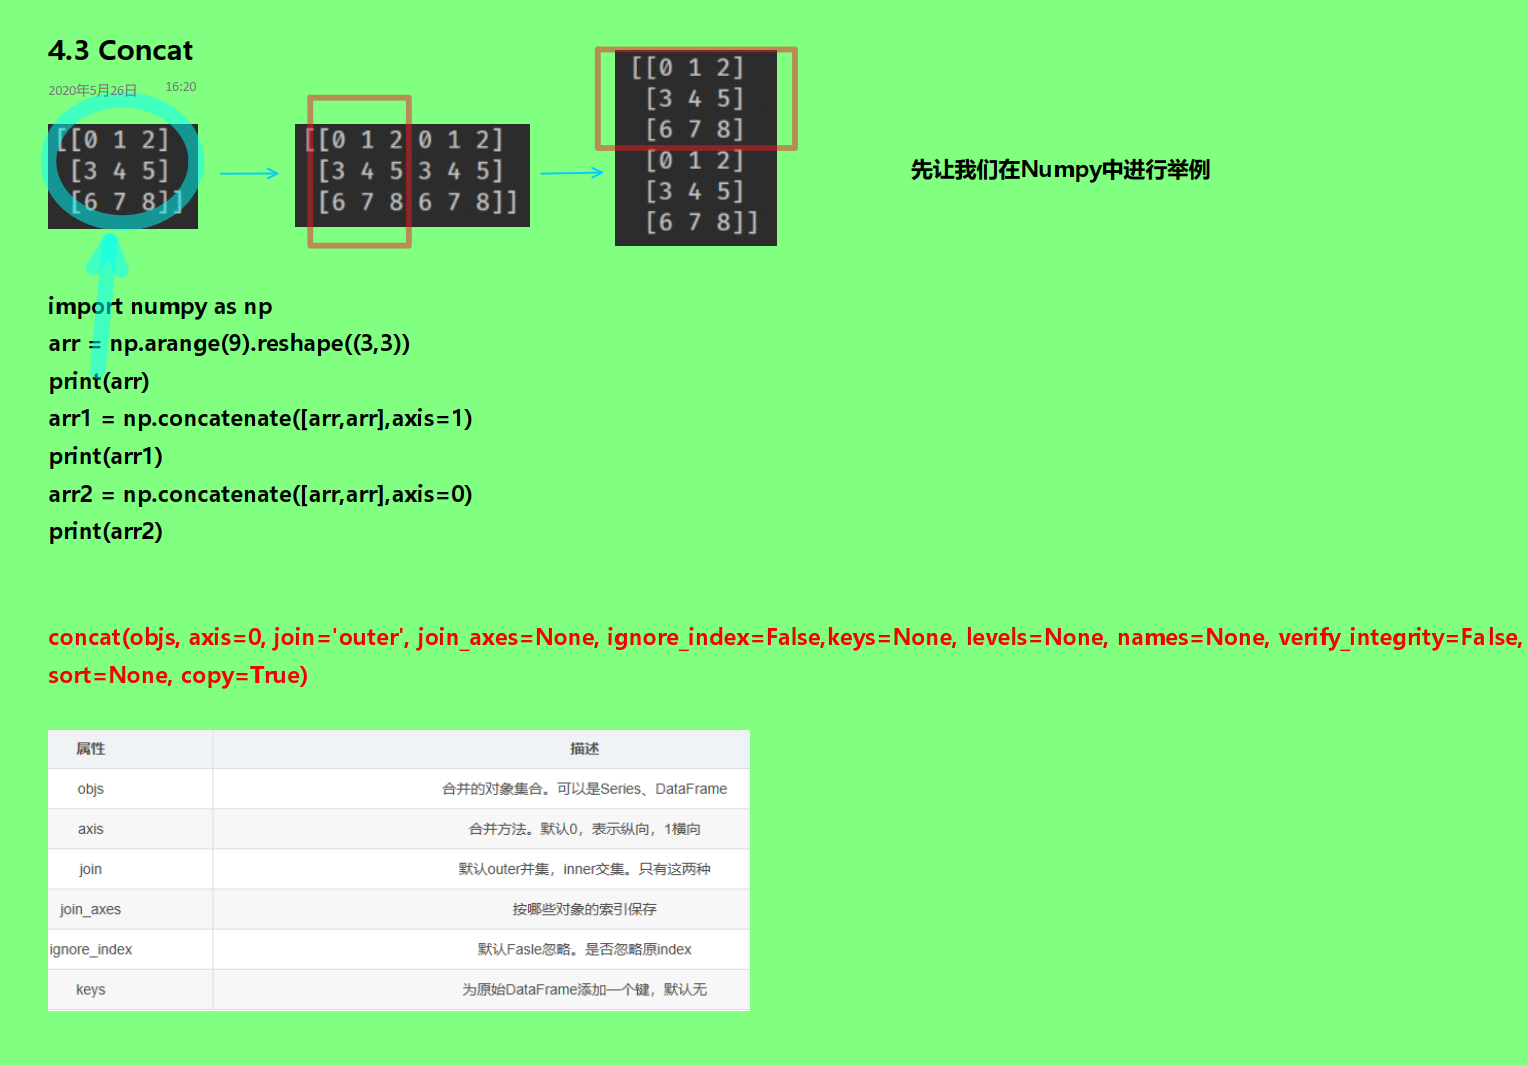 4.3 Concat
2020年5月26日 16:20
[[0 1 2]
[3 4 5]
[6 7 8]]
[[0 1 2 0 1 2]
[3 4 5 3 4 5]
[6 7 8 6 7 8]]
[[0 1 2]
[3 4 5]
[6 7 8]
[0 1 2]
[3 4 5]
[6 7 8]]
先让我们在Numpy中进行举例
import numpy as np
arr = np.arange(9).reshape((3,3))
print(arr)
arr1 = np.concatenate([arr,arr],axis=1)
print(arr1)
arr2 = np.concatenate([arr,arr],axis=0)
print(arr2)
concat(objs, axis=0, join='outer', join_axes=None, ignore_index=False,keys=None, levels=None, names=None, verify_integrity=False,
sort=None, copy=True)
属性 描述
objs 合并的对象集合。可以是Series、DataFrame
axis 合并方法。默认0，表示纵向，1横向
join 默认outer并集，inner交集。只有这两种
join_axes 按哪些对象的索引保存
ignore_index 默认Fasle忽略。是否忽略原index
keys 为原始DataFrame添加一个键，默认无